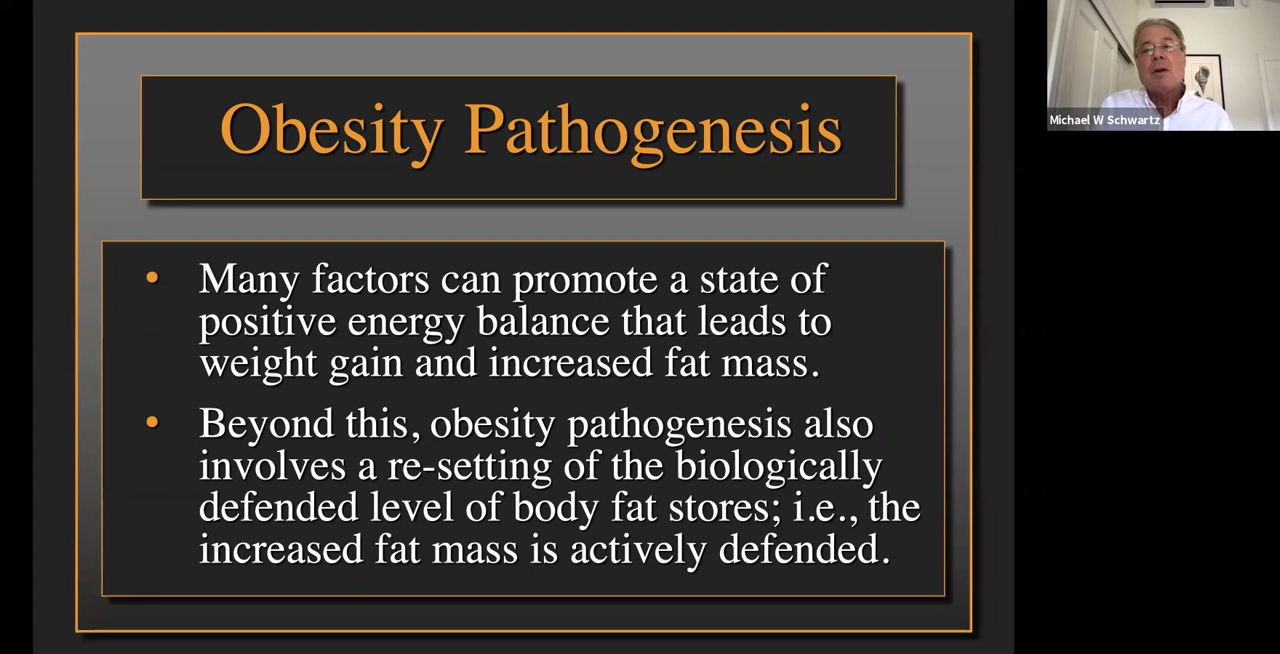 Obesity Pathogenesis
• Many factors can promote a state of
positive energy balance that leads to
weight gain and increased fat mass.
• Beyond this, obesity pathogenesis also
involves a re-setting of the biologically
defended level of body fat stores; i.e., the
increased fat mass is actively defended.
Michael W Schwartz